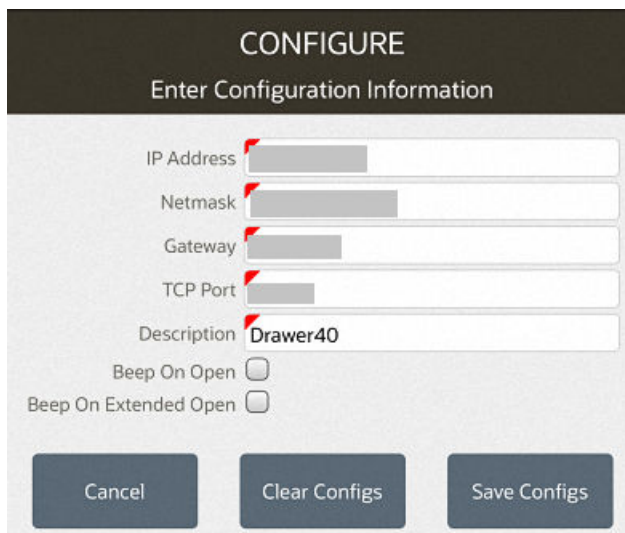 CONFIGURE
Enter Configuration Information
IP Address
Netmask
Gateway
TCP Port
Description Drawer40
Beep On Open
Beep On Extended Open
Cancel Clear Configs Save Configs